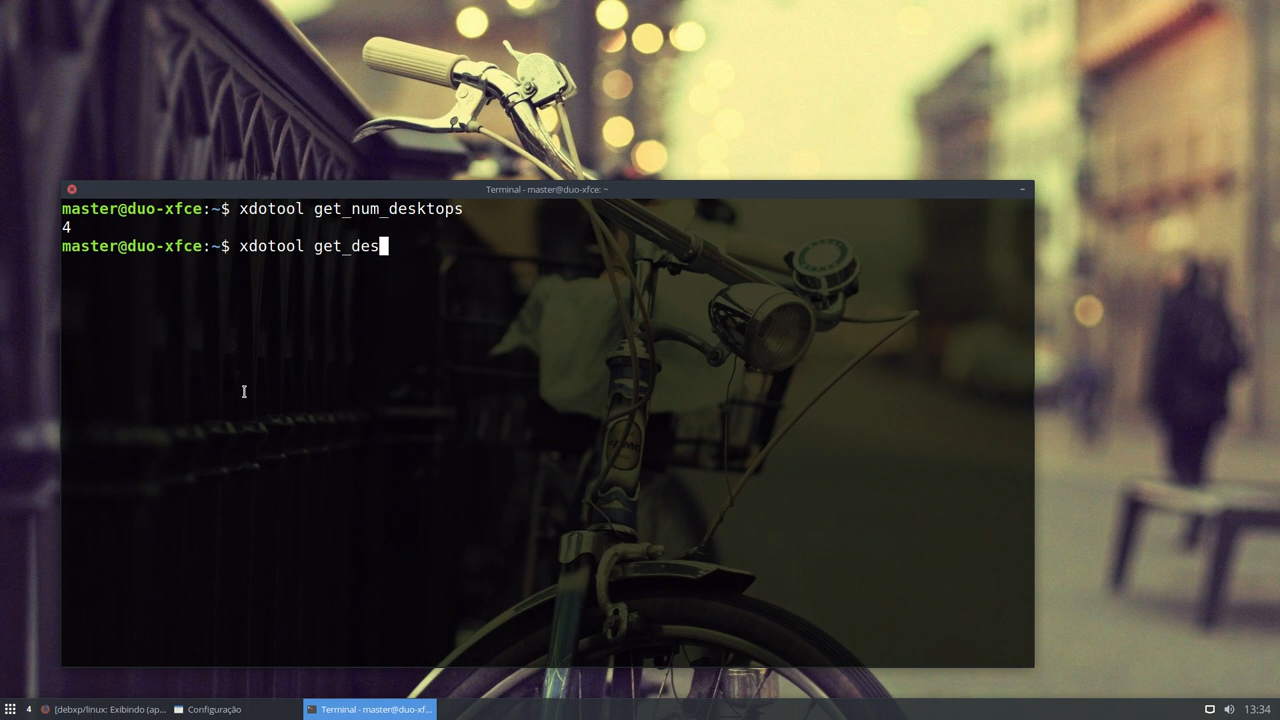 Terminal - master@duo-xfce: ~
master@duo-xfce:~$ xdotool get_num_desktops
4
master@duo-xfce:~$ xdotool get_des
4
[debxp/linux: Exibindo (ap...
Configuração
Terminal - master@duo-xf...
13:34